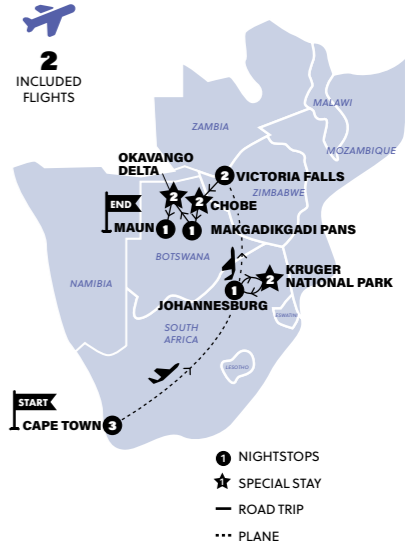 2
INCLUDED
FLIGHTS
MALAWI
ZAMBIA
MOZAMBIQUE
OKAVANGO
DELTA
2
VICTORIA FALLS
2
2
CHOBE
ZIMBABWE
END
MAUN
1
1
MAKGADIKGADI PANS
BOTSWANA
NAMIBIA
KRUGER
NATIONAL PARK
2
1
JOHANNESBURG
ESWATINI
SOUTH
AFRICA
LESOTHO
START
CAPE TOWN
3
1
NIGHTSTOPS
1
SPECIAL STAY
ROAD TRIP
PLANE